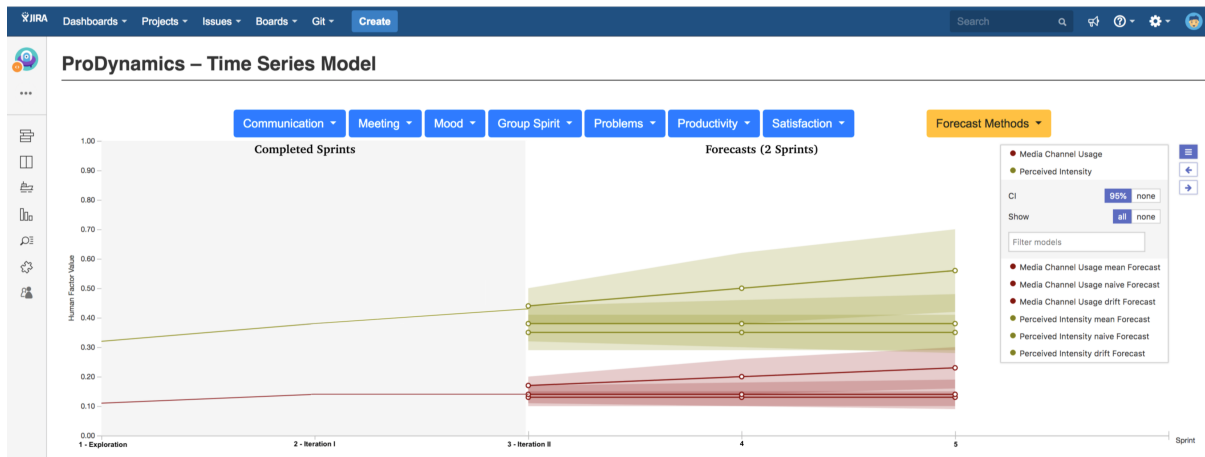 JIRA Dashboards Projects Issues Boards Git Create Search
ProDynamics – Time Series Model
Communication Meeting Mood Group Spirit Problems Productivity Satisfaction Forecast Methods
Completed Sprints
Forecasts (2 Sprints)
Human Factor Value
1.00
0.90
0.80
0.70
0.60
0.50
0.40
0.30
0.20
0.10
0.00
1 - Exploration
2 - Iteration I
3 - Iteration II
4
5
Sprint
Media Channel Usage
Perceived Intensity
CI 95% none
Show all none
Filter models
Media Channel Usage mean Forecast
Media Channel Usage naive Forecast
Media Channel Usage drift Forecast
Perceived Intensity mean Forecast
Perceived Intensity naive Forecast
Perceived Intensity drift Forecast